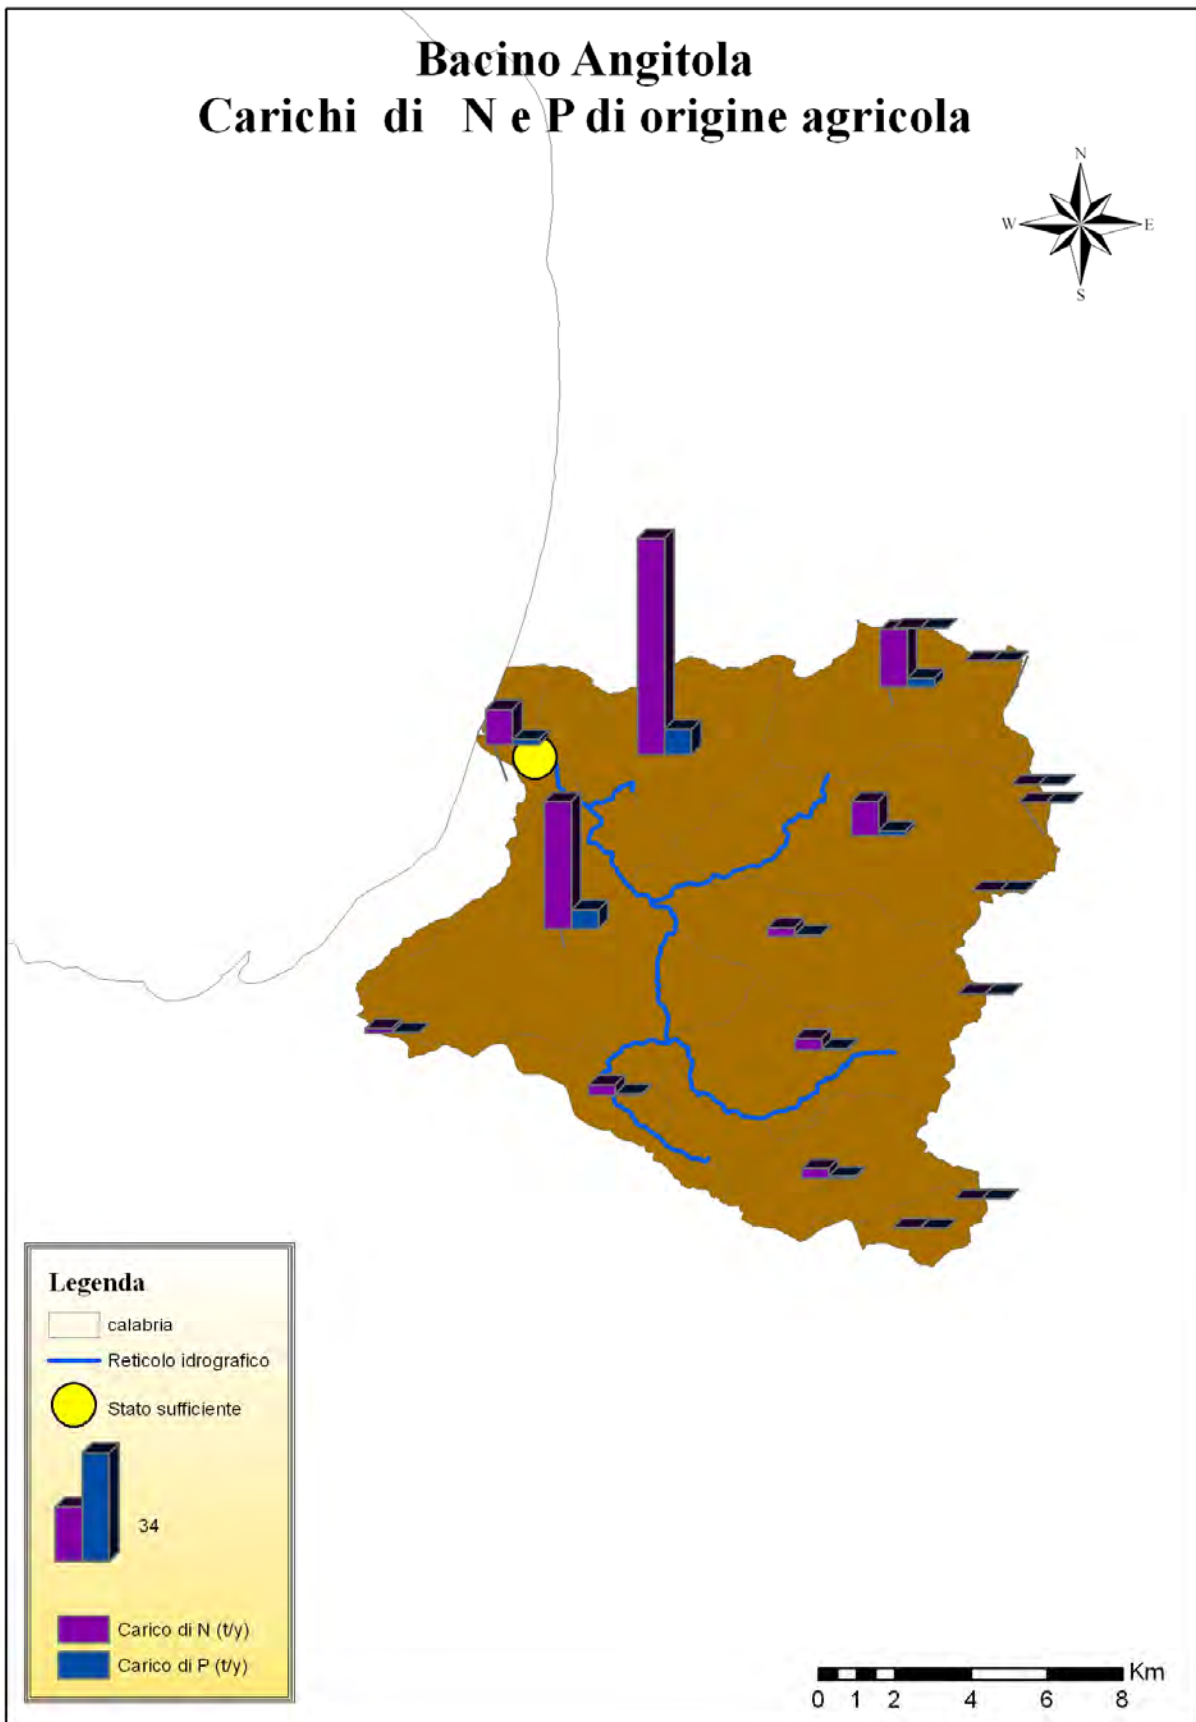 Bacino Angitola
Carichi di N e P di origine agricola
N
W E
S
Legenda
calabria
Reticolo idrografico
Stato sufficiente
34
Carico di N (t/y)
Carico di P (t/y)
Km
0 1 2 4 6 8